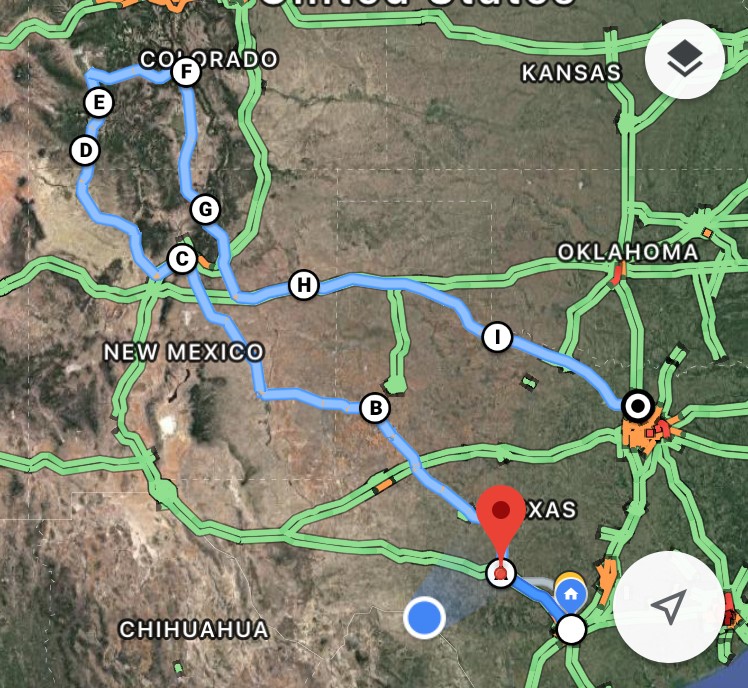 United States
COLORADO
F
KANSAS
E
D
G
C
OKLAHOMA
H
I
NEW MEXICO
B
XAS
CHIHUAHUA